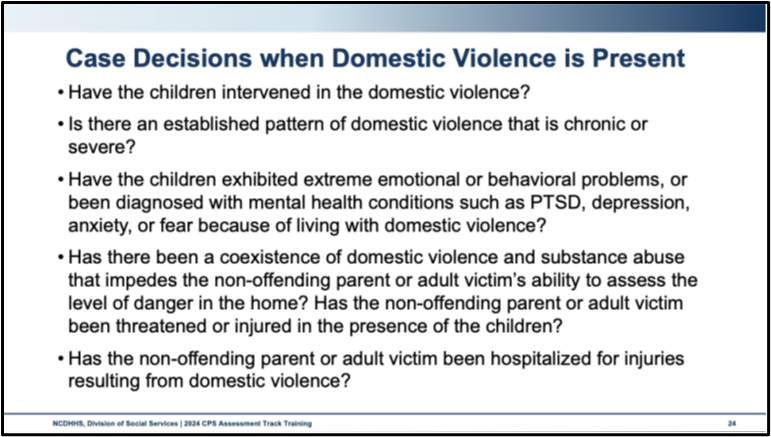 Case Decisions when Domestic Violence is Present
• Have the children intervened in the domestic violence?
• Is there an established pattern of domestic violence that is chronic or
severe?
• Have the children exhibited extreme emotional or behavioral problems, or
been diagnosed with mental health conditions such as PTSD, depression,
anxiety, or fear because of living with domestic violence?
• Has there been a coexistence of domestic violence and substance abuse
that impedes the non-offending parent or adult victim's ability to assess the
level of danger in the home? Has the non-offending parent or adult victim
been threatened or injured in the presence of the children?
• Has the non-offending parent or adult victim been hospitalized for injuries
resulting from domestic violence?
NCDHHS, Division of Social Services | 2024 CPS Assessment Track Training
24